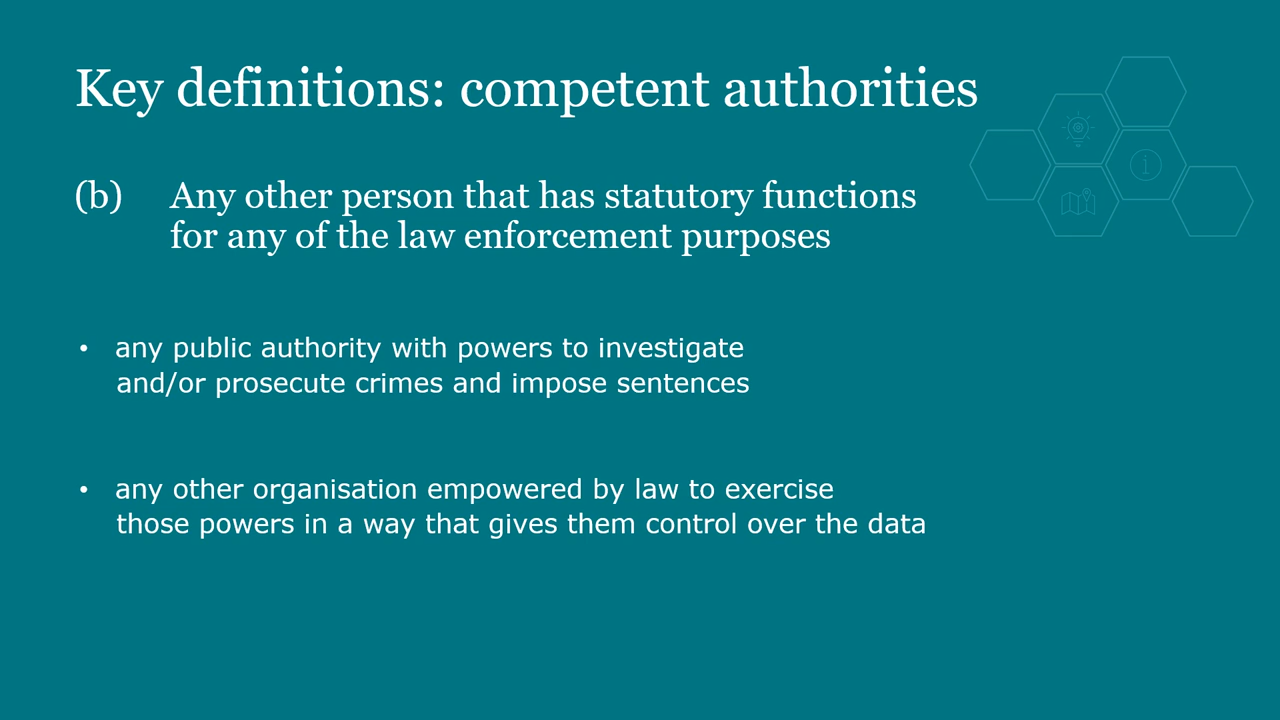 Key definitions: competent authorities
(b) Any other person that has statutory functions
for any of the law enforcement purposes
• any public authority with powers to investigate
and/or prosecute crimes and impose sentences
• any other organisation empowered by law to exercise
those powers in a way that gives them control over the data